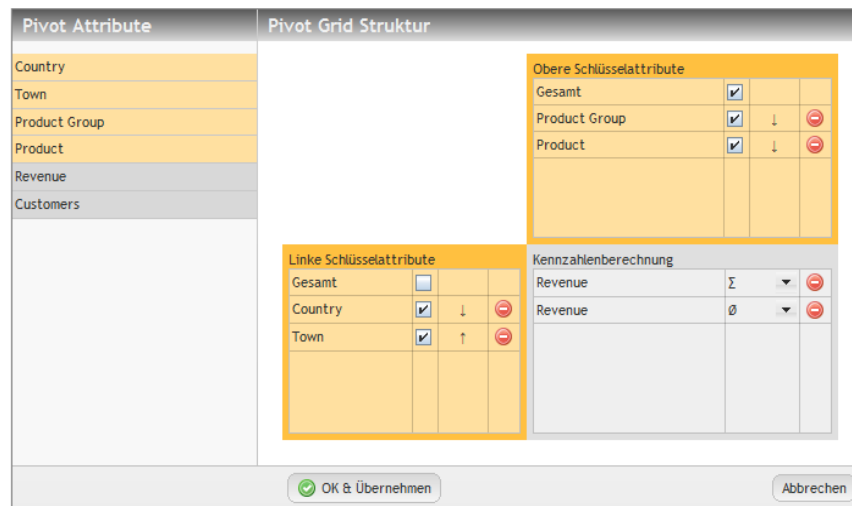 Pivot Attribute
Pivot Grid Struktur
Country
Town
Product Group
Product
Revenue
Customers
Obere Schlüsselattribute
Gesamt
Product Group ↓
Product ↓
Linke Schlüsselattribute
Gesamt
Country ↓
Town ↑
Kennzahlenberechnung
Revenue Σ
Revenue Ø
OK & Übernehmen
Abbrechen